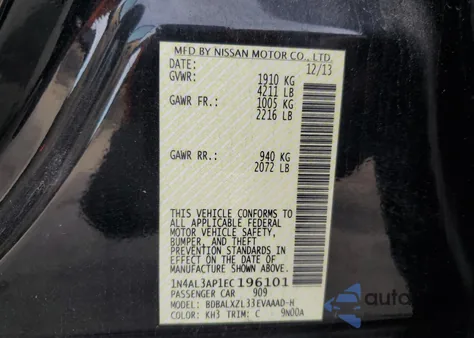 MFD BY NISSAN MOTOR CO., LTD.
DATE: 12/13
GVWR: 1910 KG
4211 LB
GAWR FR.: 1005 KG
2216 LB
GAWR RR.: 940 KG
2072 LB
THIS VEHICLE CONFORMS TO
ALL APPLICABLE FEDERAL
MOTOR VEHICLE SAFETY,
BUMPER, AND THEFT
PREVENTION STANDARDS
IN EFFECT ON THE DATE OF
MANUFACTURE SHOWN ABOVE.
1N4AL3AP1EC196101
PASSENGER CAR 909
MODEL: BDBALXZL33EVAAAD-H
COLOR: KH3 TRIM: C 9N00A
auto